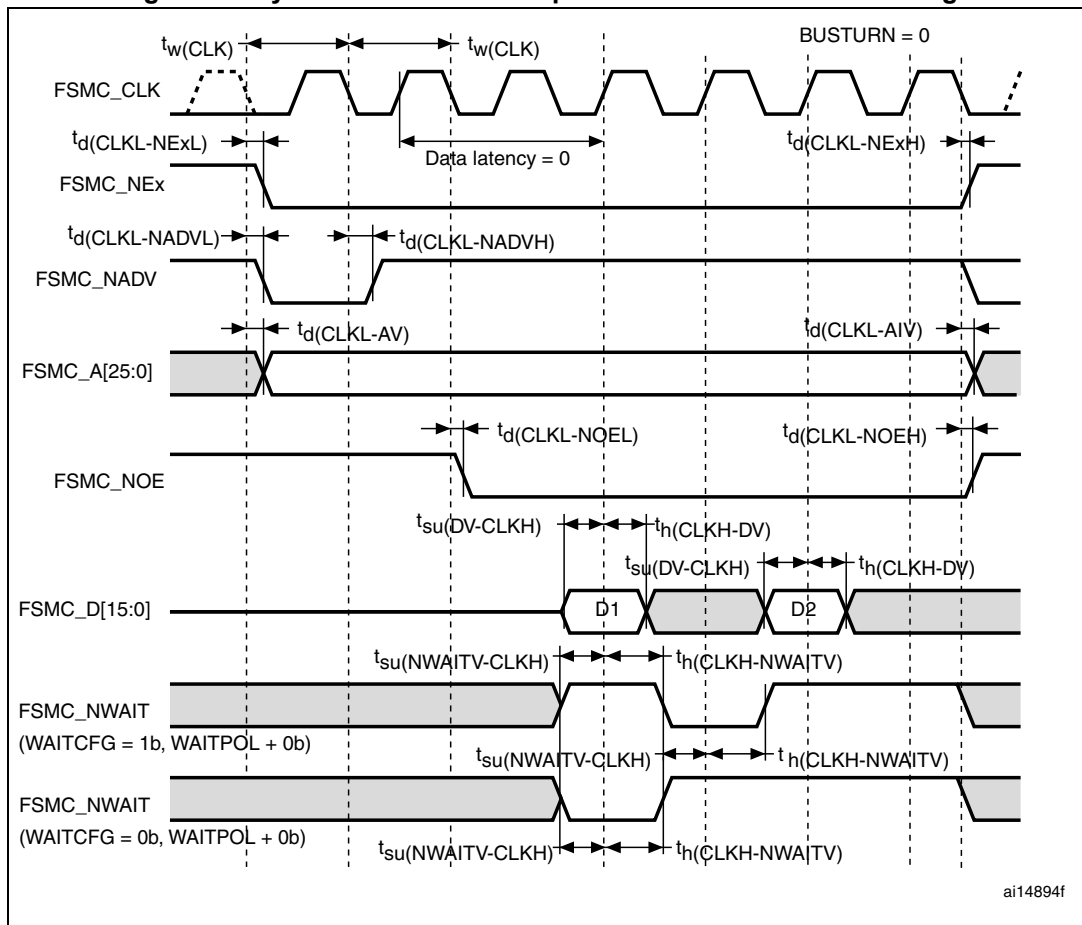 tw(CLK) tw(CLK) BUSTURN = 0
FSMC_CLK
td(CLKL-NExL) Data latency = 0 td(CLKL-NExH)
FSMC_NEx
td(CLKL-NADVL) td(CLKL-NADVH)
FSMC_NADV
td(CLKL-AV) td(CLKL-AIV)
FSMC_A[25:0]
td(CLKL-NOEL) td(CLKL-NOEH)
FSMC_NOE
tsu(DV-CLKH) th(CLKH-DV)
tsu(DV-CLKH) th(CLKH-DV)
FSMC_D[15:0] D1 D2
tsu(NWAITV-CLKH) th(CLKH-NWAITV)
FSMC_NWAIT
(WAITCFG = 1b, WAITPOL + 0b)
tsu(NWAITV-CLKH) th(CLKH-NWAITV)
FSMC_NWAIT
(WAITCFG = 0b, WAITPOL + 0b)
tsu(NWAITV-CLKH) th(CLKH-NWAITV)
ai14894f